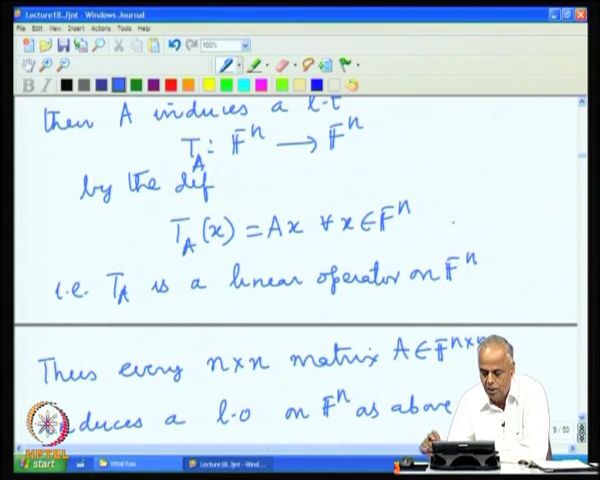 Lecture18.Jnt - Windows Journal
File Edit View Insert Actions Tools Help
100%
then A induces a l.t
T_A : F^n ⟶ F^n
by the def
T_A(x) = Ax ∀ x ∈ F^n
i.e. T_A is a linear operator on F^n
Thus every n×n matrix A ∈ F^n×n
duces a l.o on F^n as above
NPTEL
start
Lecture18.Jnt - Wind...